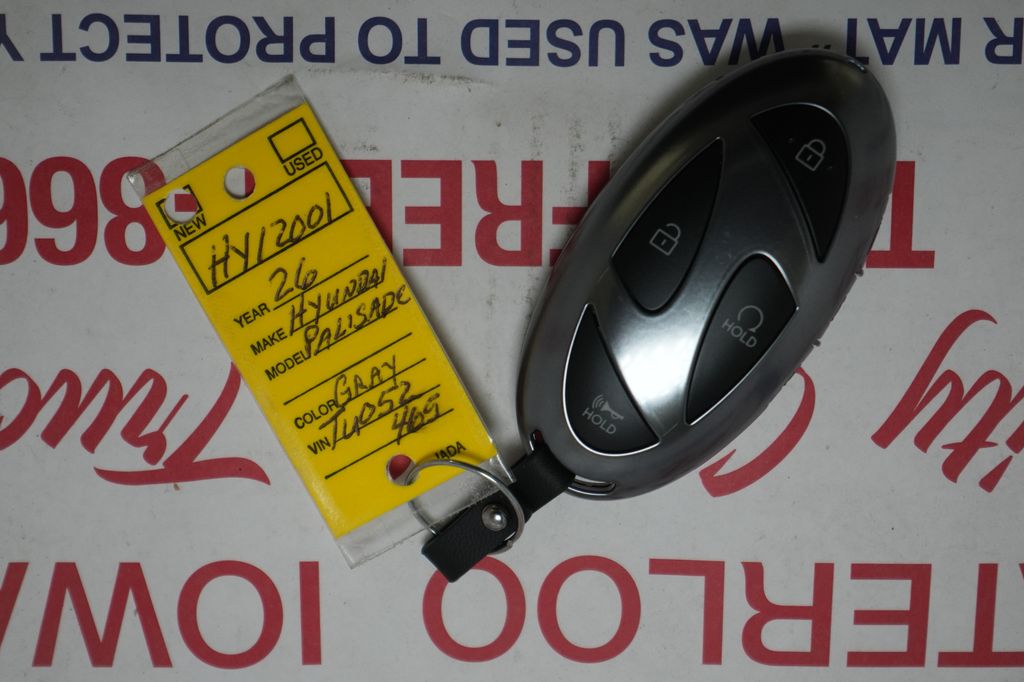 R MAT" WAS USED TO PROTECT Y
USED
NEW
HY12001
YEAR 26
MAKE HYUNDAI
MODEL PALISADE
COLOR GRAY
VIN TU052
469
HOLD
HOLD
TERLOO IOWA